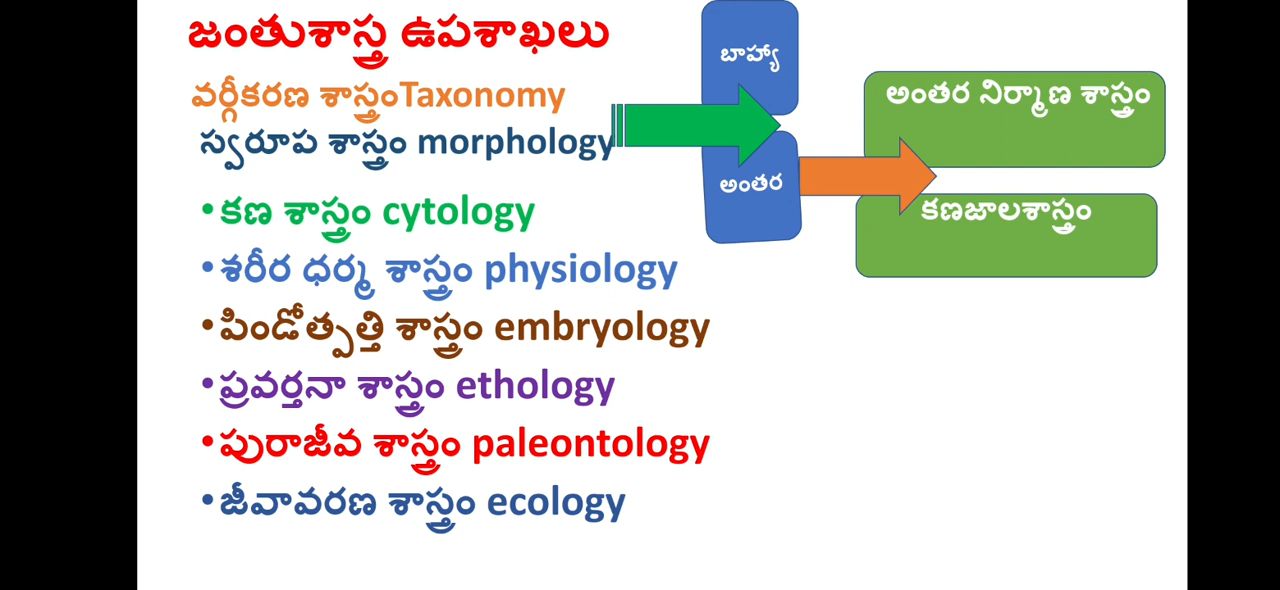 జంతుశాస్త్ర ఉపశాఖలు
వర్గీకరణ శాస్త్రంTaxonomy
స్వరూప శాస్త్రం morphology
బాహ్యా
అంతర
అంతర నిర్మాణ శాస్త్రం
కణజాలశాస్త్రం
•కణ శాస్త్రం cytology
•శరీర ధర్మ శాస్త్రం physiology
•పిండోత్పత్తి శాస్త్రం embryology
•ప్రవర్తనా శాస్త్రం ethology
•పురాజీవ శాస్త్రం paleontology
•జీవావరణ శాస్త్రం ecology